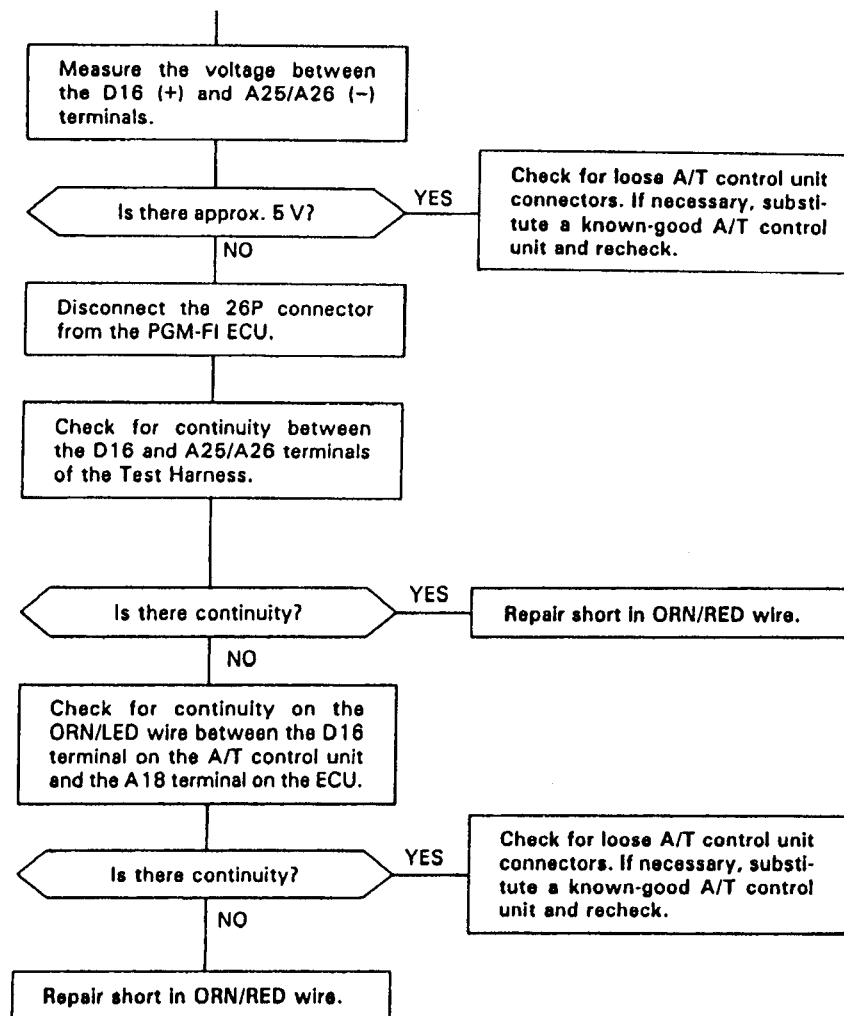 Measure the voltage between
the D16 (+) and A25/A26 (–)
terminals.
Is there approx. 5 V?
YES
Check for loose A/T control unit
connectors. If necessary, substi-
tute a known-good A/T control
unit and recheck.
NO
Disconnect the 26P connector
from the PGM-FI ECU.
Check for continuity between
the D16 and A25/A26 terminals
of the Test Harness.
Is there continuity?
YES
Repair short in ORN/RED wire.
NO
Check for continuity on the
ORN/LED wire between the D16
terminal on the A/T control unit
and the A18 terminal on the ECU.
Is there continuity?
YES
Check for loose A/T control unit
connectors. If necessary, substi-
tute a known-good A/T control
unit and recheck.
NO
Repair short in ORN/RED wire.